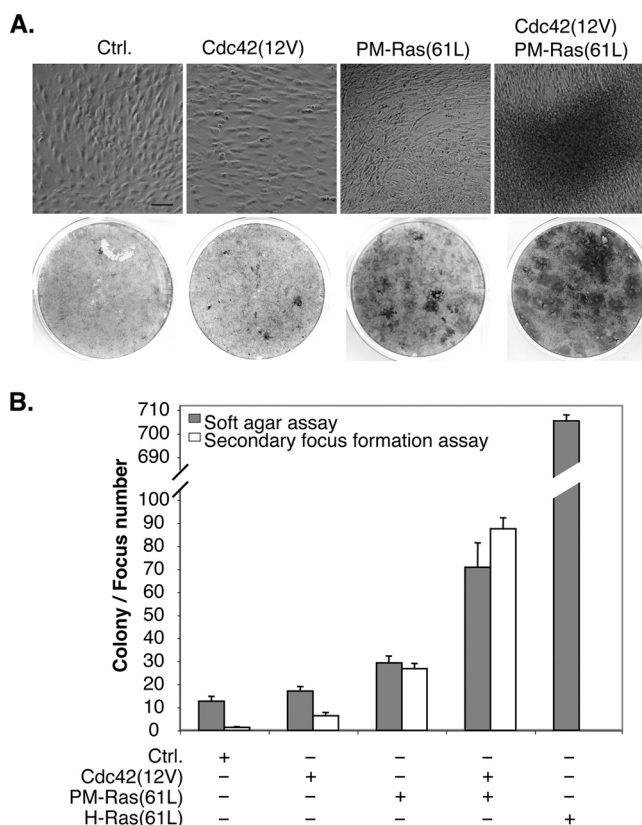 A.
Ctrl.
Cdc42(12V)
PM-Ras(61L)
Cdc42(12V)
PM-Ras(61L)
B.
Colony / Focus number
710
700
690
100
90
80
70
60
50
40
30
20
10
0
Soft agar assay
Secondary focus formation assay
Ctrl. + – – – –
Cdc42(12V) – + – + –
PM-Ras(61L) – – + + –
H-Ras(61L) – – – – +